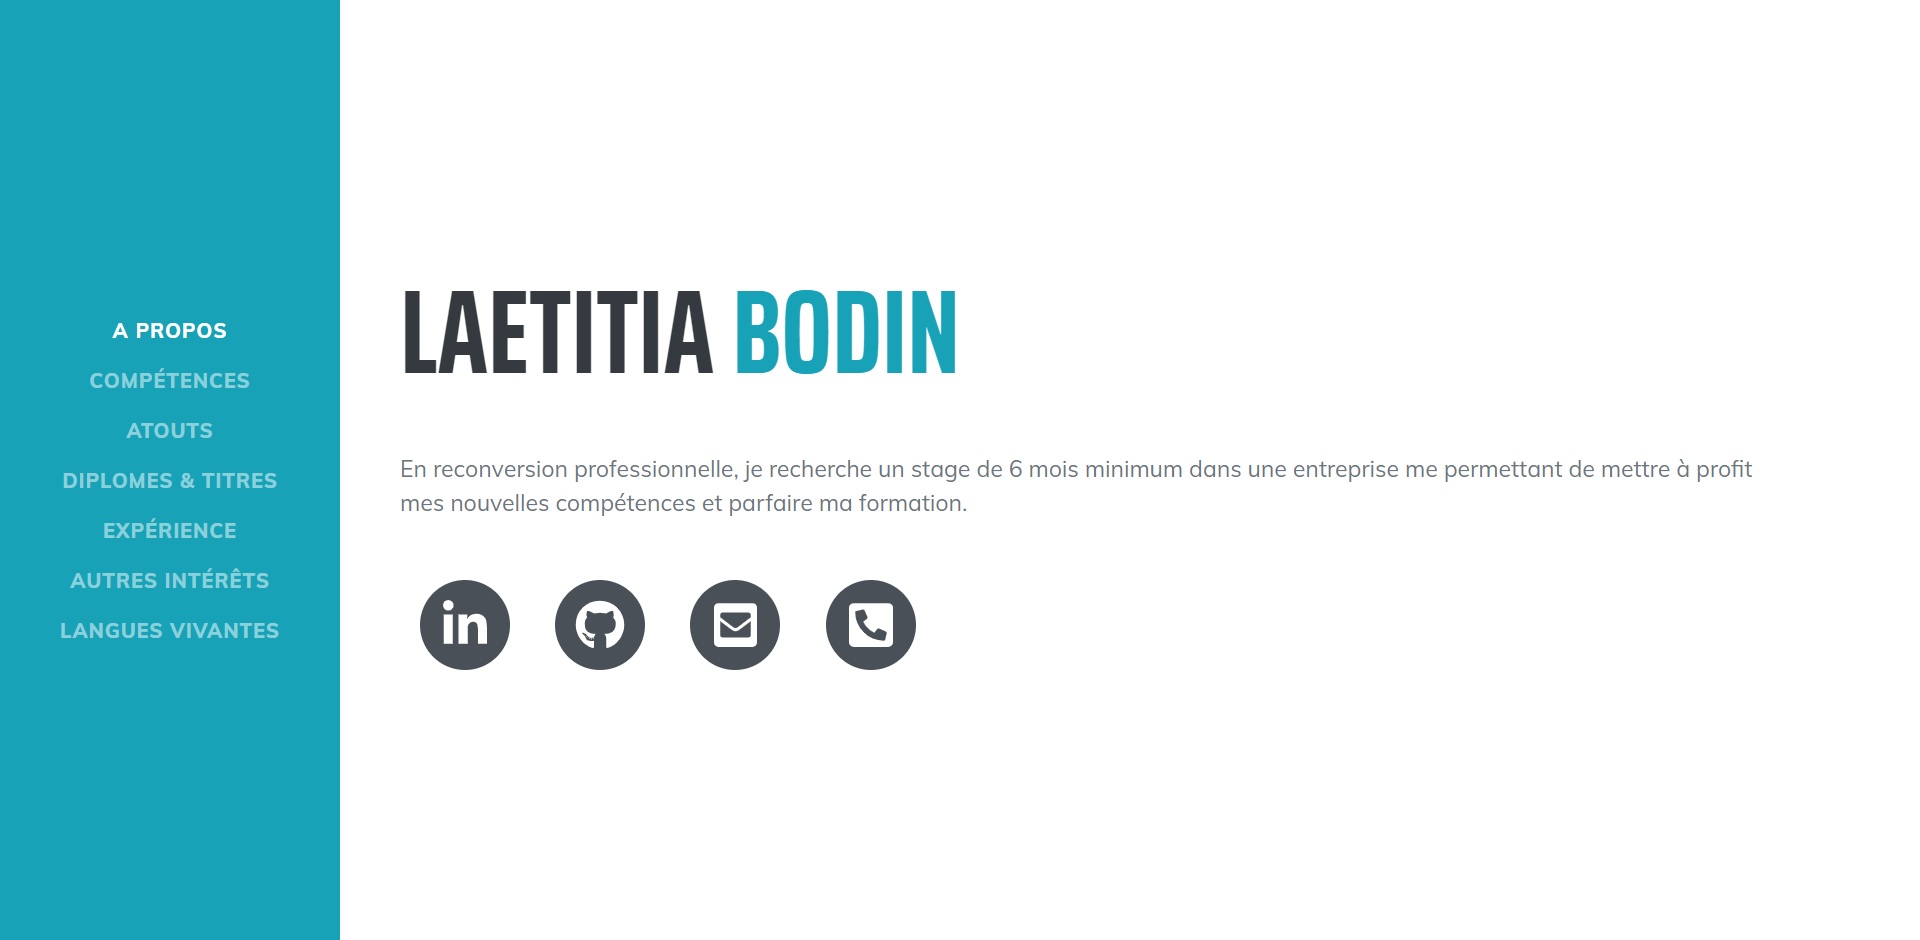 A PROPOS
COMPÉTENCES
ATOUTS
DIPLOMES & TITRES
EXPÉRIENCE
AUTRES INTÉRÊTS
LANGUES VIVANTES
LAETITIA BODIN
En reconversion professionnelle, je recherche un stage de 6 mois minimum dans une entreprise me permettant de mettre à profit
mes nouvelles compétences et parfaire ma formation.
in